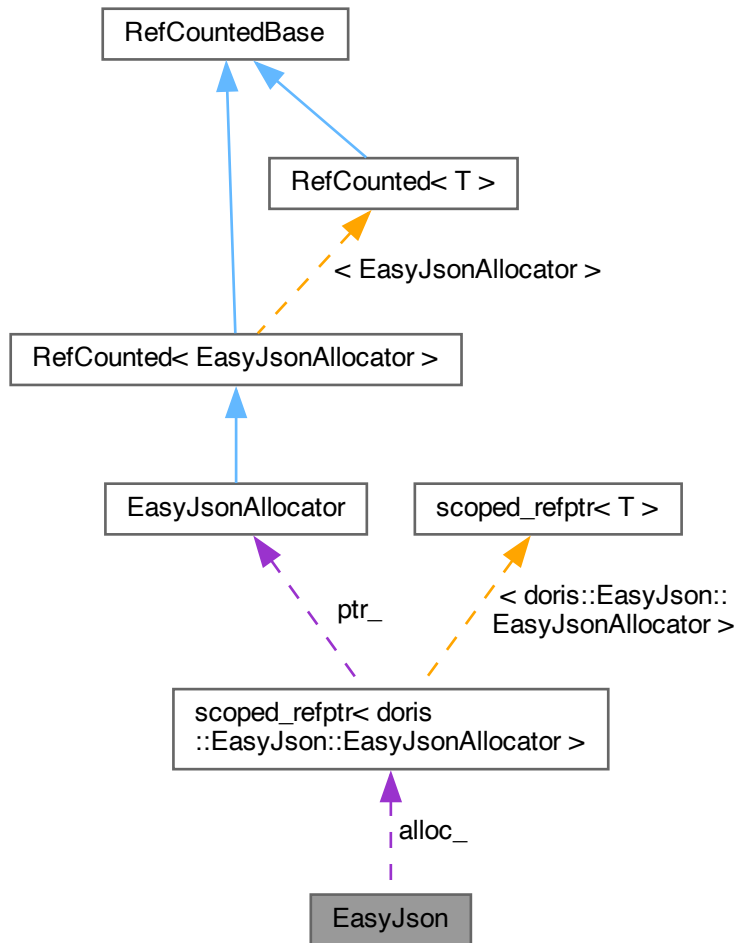 RefCountedBase
RefCounted< T >
< EasyJsonAllocator >
RefCounted< EasyJsonAllocator >
EasyJsonAllocator
scoped_refptr< T >
ptr_
< doris::EasyJson::
EasyJsonAllocator >
scoped_refptr< doris
::EasyJson::EasyJsonAllocator >
alloc_
EasyJson